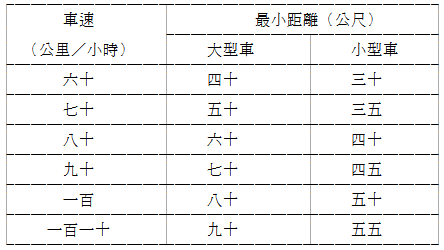 車速 最小距離（公尺）
（公里／小時） 大型車 小型車
六十 四十 三十
七十 五十 三五
八十 六十 四十
九十 七十 四五
一百 八十 五十
一百一十 九十 五五